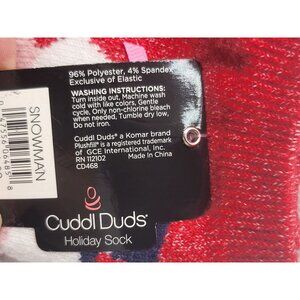 96% Polyester, 4% Spandex
Exclusive of Elastic
WASHING INSTRUCTIONS:
Turn inside out, Machine wash
cold with like colors, Gentle
cycle, Only non-chlorine bleach
when needed, Tumble dry low,
Do not iron.
Cuddl Duds® a Komar brand
Plushfill® is a registered trademark
of GCE International, Inc.
RN 112102 Made in China
CD468
SNOWMAN
Cuddl Duds®
Holiday Sock